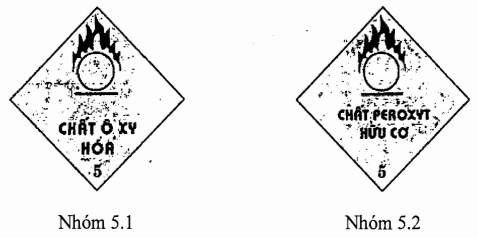 CHẤT Ô XY
HÓA
5
CHẤT PEROXYT
HỮU CƠ
5
Nhóm 5.1
Nhóm 5.2